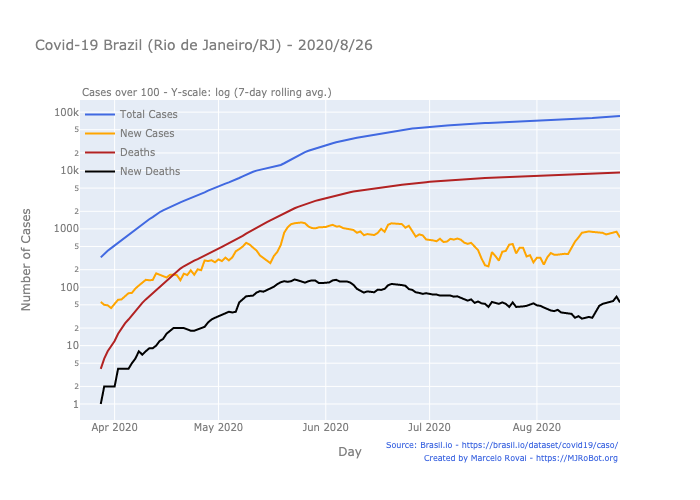 Covid-19 Brazil (Rio de Janeiro/RJ) - 2020/8/26
Cases over 100 - Y-scale: log (7-day rolling avg.)
Total Cases
New Cases
Deaths
New Deaths
100k
5
2
10k
5
2
1000
5
2
100
5
2
10
5
2
1
Number of Cases
Apr 2020
May 2020
Jun 2020
Jul 2020
Aug 2020
Day
Source: Brasil.io - https://brasil.io/dataset/covid19/caso/
Created by Marcelo Rovai - https://MJRoBot.org